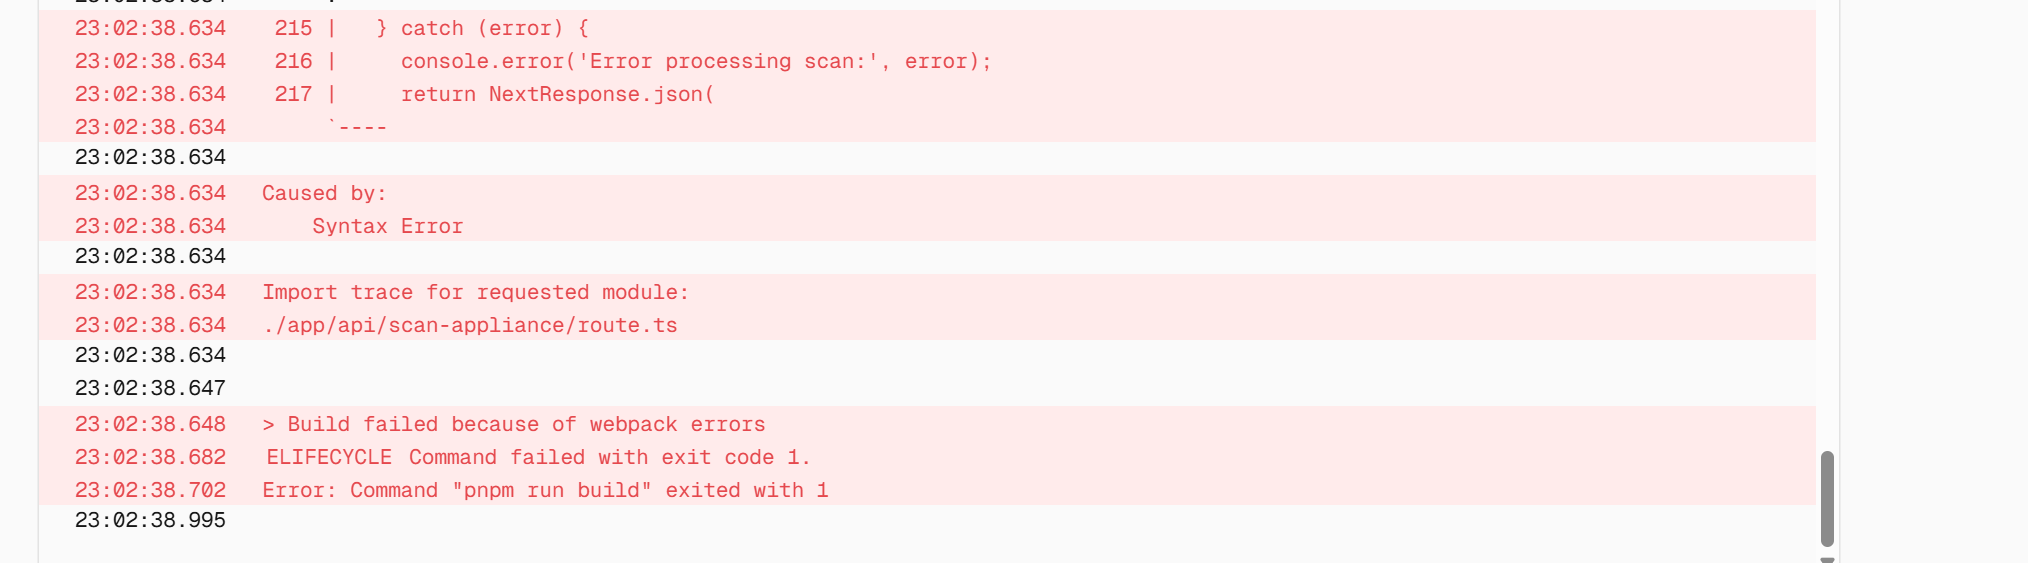 23:02:38.634 215 |   } catch (error) {
23:02:38.634 216 |     console.error('Error processing scan:', error);
23:02:38.634 217 |     return NextResponse.json(
23:02:38.634     `----
23:02:38.634
23:02:38.634 Caused by:
23:02:38.634     Syntax Error
23:02:38.634
23:02:38.634 Import trace for requested module:
23:02:38.634 ./app/api/scan-appliance/route.ts
23:02:38.634
23:02:38.647
23:02:38.648 > Build failed because of webpack errors
23:02:38.682 ELIFECYCLE Command failed with exit code 1.
23:02:38.702 Error: Command "pnpm run build" exited with 1
23:02:38.995